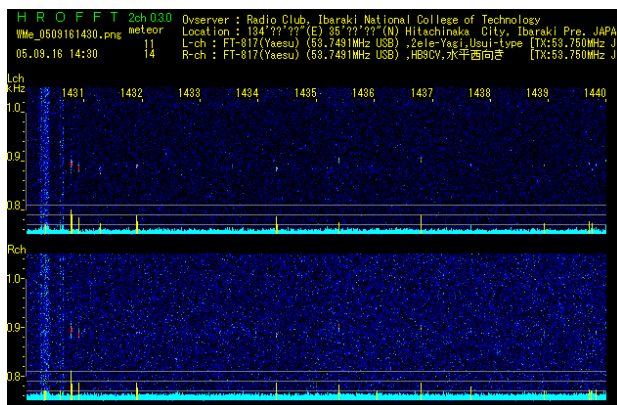 H R O F F T 2ch 0.3.0 Ovserver : Radio Club, Ibaraki National College of Technology
WMe_0509161430.png meteor Location : 134°??'??"(E) 35°??'??"(N) Hitachinaka City, Ibaraki Pre. JAPA
11 L-ch : FT-817(Yaesu) (53.7491MHz USB) ,2ele-Yagi,Usui-type [TX:53.750MHz J
05.09.16 14:30 14 R-ch : FT-817(Yaesu) (53.7491MHz USB) ,HB9CY,水平西向き [TX:53.750MHz J
Lch
kHz 1431 1432 1433 1434 1435 1436 1437 1438 1439 1440
1.0
0.9
0.8
Rch
1.0
0.9
0.8